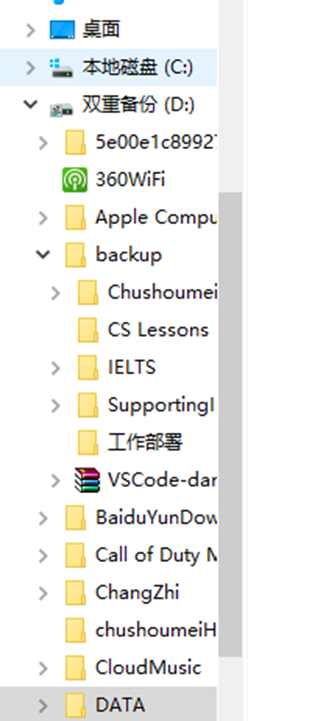 桌面
本地磁盘 (C:)
双重备份 (D:)
5e00e1c8992
360WiFi
Apple Compu
backup
Chushoumei
CS Lessons
IELTS
SupportingI
工作部署
VSCode-dar
BaiduYunDow
Call of Duty M
ChangZhi
chushoumeiH
CloudMusic
DATA